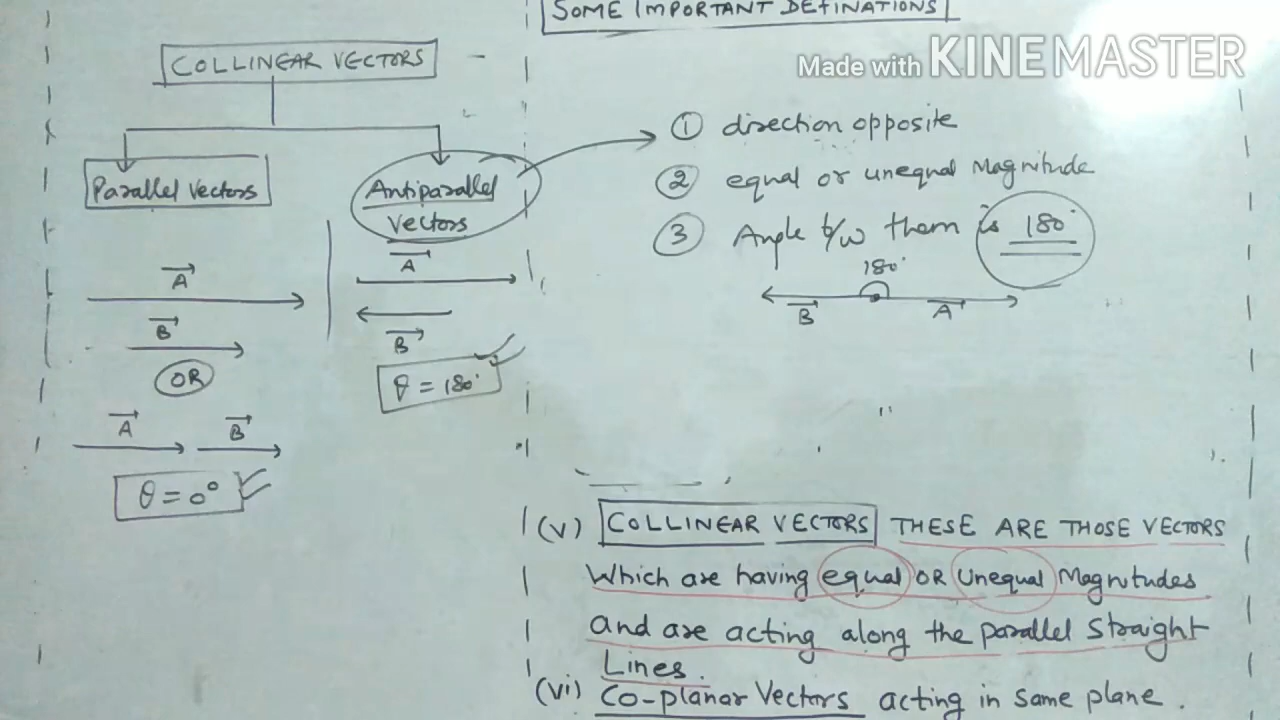 SOME IMPORTANT DEFINATIONS
Made with KINEMASTER
COLLINEAR VECTORS
Parallel Vectors
Antiparallel
Vectors
A
B
OR
A
B
θ = 0°
A
B
θ = 180°
① direction opposite
② equal or unequal Magnitude
③ Angle b/w them is 180°
180°
B
A
(v) COLLINEAR VECTORS THESE ARE THOSE VECTORS
Which are having equal OR Unequal Magnitudes
and are acting along the parallel Straight
Lines.
(vi) Co-planar Vectors acting in same plane.